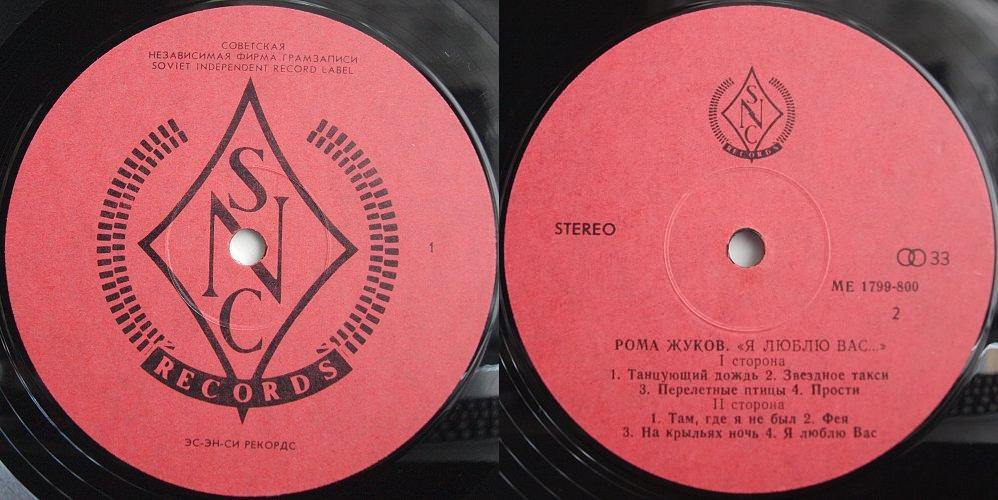 СОВЕТСКАЯ
НЕЗАВИСИМАЯ ФИРМА ГРАМЗАПИСИ
SOVIET INDEPENDENT RECORD LABEL
S
N
C
1
RECORDS
ЭС-ЭН-СИ РЕКОРДС
S
N
C
RECORDS
STEREO
33
МЕ 1799-800
2
РОМА ЖУКОВ. «Я ЛЮБЛЮ ВАС...»
I сторона
1. Танцующий дождь 2. Звездное такси
3. Перелетные птицы 4. Прости
II сторона
1. Там, где я не был 2. Фея
3. На крыльях ночь 4. Я люблю Вас